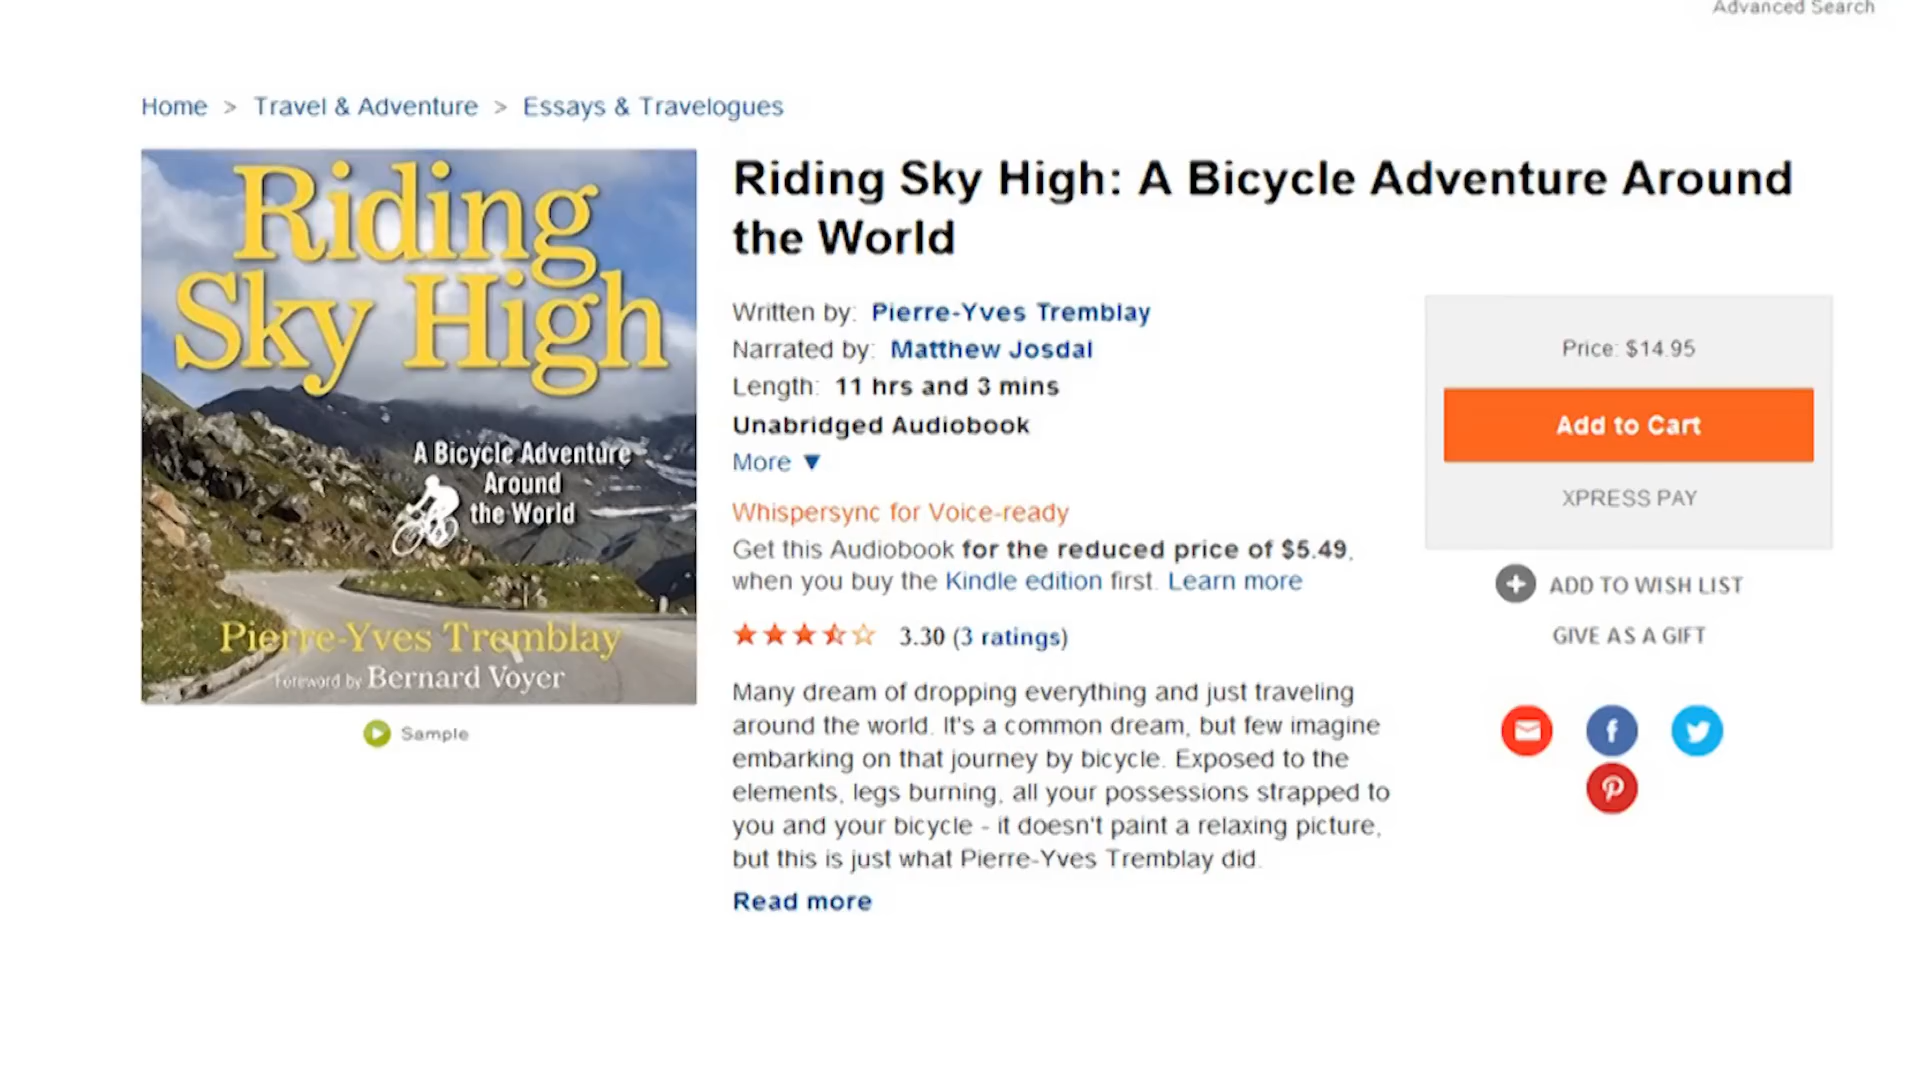 Advanced Search
Home > Travel & Adventure > Essays & Travelogues
Riding
Sky High
A Bicycle Adventure
Around
the World
Pierre-Yves Tremblay
Foreword by Bernard Voyer
Sample
Riding Sky High: A Bicycle Adventure Around
the World
Written by: Pierre-Yves Tremblay
Narrated by: Matthew Josdal
Length: 11 hrs and 3 mins
Unabridged Audiobook
More
Whispersync for Voice-ready
Get this Audiobook for the reduced price of $5.49,
when you buy the Kindle edition first. Learn more
3.30 (3 ratings)
Many dream of dropping everything and just traveling
around the world. It's a common dream, but few imagine
embarking on that journey by bicycle. Exposed to the
elements, legs burning, all your possessions strapped to
you and your bicycle - it doesn't paint a relaxing picture,
but this is just what Pierre-Yves Tremblay did.
Read more
Price: $14.95
Add to Cart
XPRESS PAY
ADD TO WISH LIST
GIVE AS A GIFT